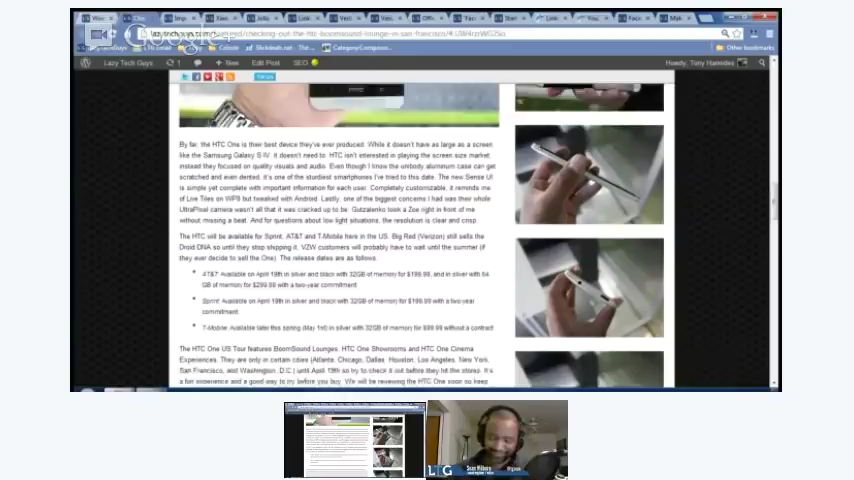 Google+
lazytechguys.com/featured/checking-out-the-htc-boomsound-lounge-in-san-francisco/
Other bookmarks
Lazy Tech Guys 1 + New Edit Post SEO Howdy, Tony Hannides
By far, the HTC One is their best device they've ever produced. While it doesn't have as large as a screen
like the Samsung Galaxy S IV, it doesn't need to. HTC isn't interested in playing the screen size market,
instead they focused on quality visuals and audio. Even though I know the unibody aluminum case can get
scratched and even dented, it's one of the sturdiest smartphones I've tried to this date. The new Sense UI
is simple yet complete with important information for each user. Completely customizable, it reminds me
of Live Tiles on WP8 but tweaked with Android. Lastly, one of the biggest concerns I had was their whole
UltraPixel camera wasn't all that it was cracked up to be. Gutzalenko took a Zoe right in front of me
without missing a beat. And for questions about low light situations, the resolution is clear and crisp.
The HTC will be available for Sprint, AT&T and T-Mobile here in the US. Big Red (Verizon) still sells the
Droid DNA so until they stop shipping it, VZW customers will probably have to wait until the summer (if
they ever decide to sell the One). The release dates are as follows.
AT&T: Available on April 19th in silver and black with 32GB of memory for $199.99, and in silver with 64
GB of memory for $299.99 with a two-year commitment
Sprint: Available on April 19th in silver and black with 32GB of memory for $199.99 with a two-year
commitment
T-Mobile: Available later this spring (May 1st) in silver with 32GB of memory for $99.99 without a contract
The HTC One US Tour features BoomSound Lounges, HTC One Showrooms and HTC One Cinema
Experiences. They are only in certain cities (Atlanta, Chicago, Dallas, Houston, Los Angeles, New York,
San Francisco, and Washington, D.C.) until April 19th so try to check it out before they hit the stores. It's
a fun experience and a good way to try before you buy. We will be reviewing the HTC One soon so keep
LTG